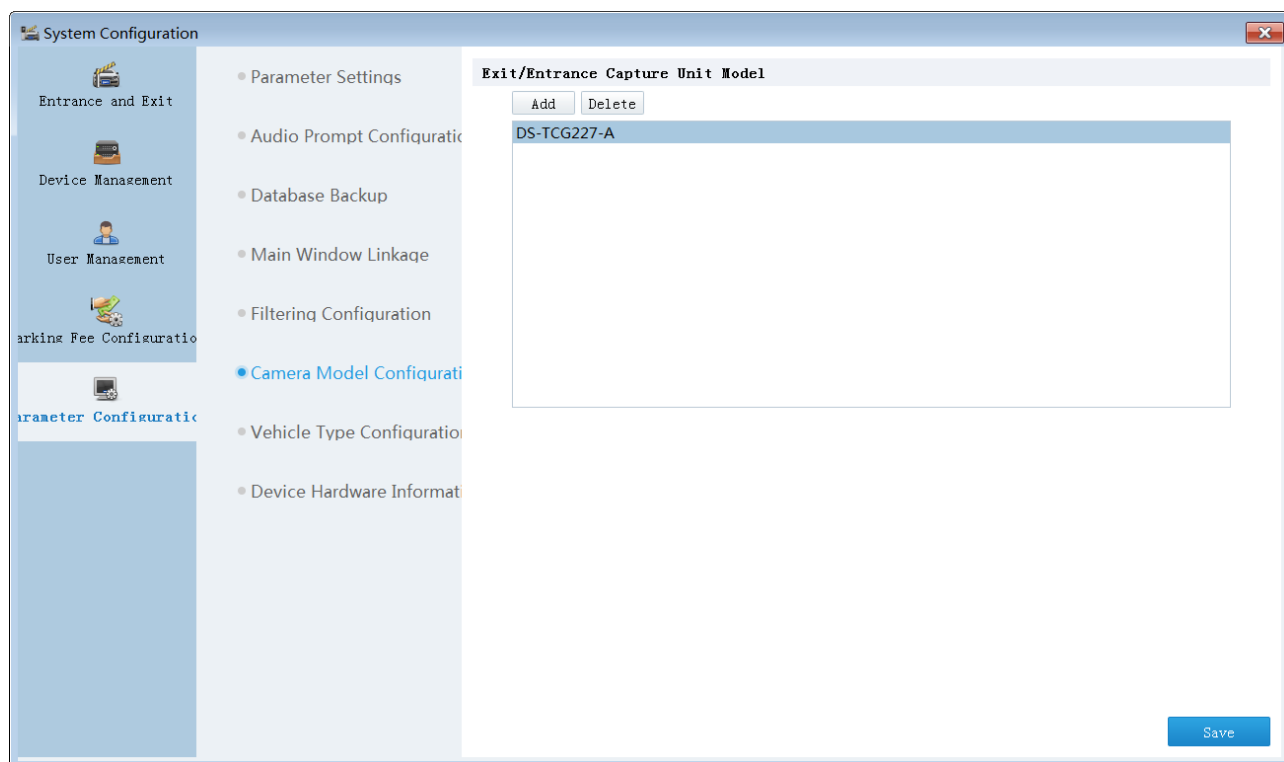 System Configuration
Entrance and Exit
Device Management
User Management
arking Fee Configuratio
arameter Configuratio
Parameter Settings
Audio Prompt Configuratio
Database Backup
Main Window Linkage
Filtering Configuration
Camera Model Configurati
Vehicle Type Configuration
Device Hardware Informati
Exit/Entrance Capture Unit Model
Add Delete
DS-TCG227-A
Save